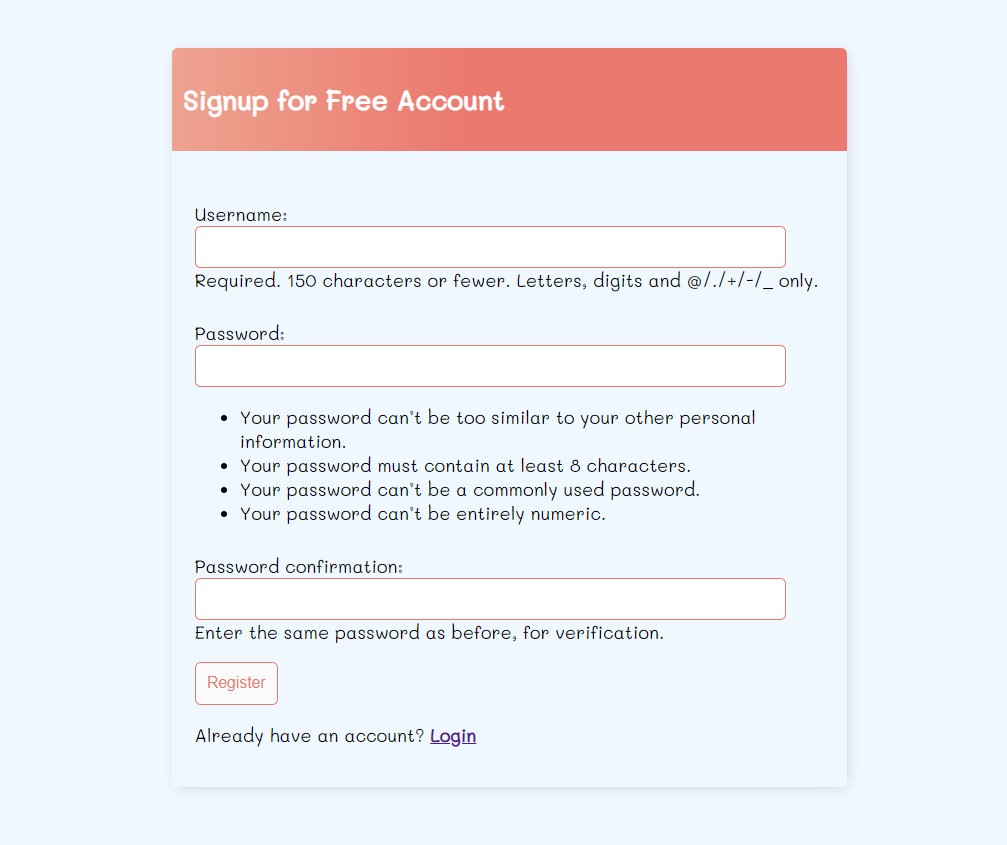 Signup for Free Account
Username:
Required. 150 characters or fewer. Letters, digits and @/./+/-/_ only.
Password:
• Your password can't be too similar to your other personal
information.
• Your password must contain at least 8 characters.
• Your password can't be a commonly used password.
• Your password can't be entirely numeric.
Password confirmation:
Enter the same password as before, for verification.
Register
Already have an account? Login